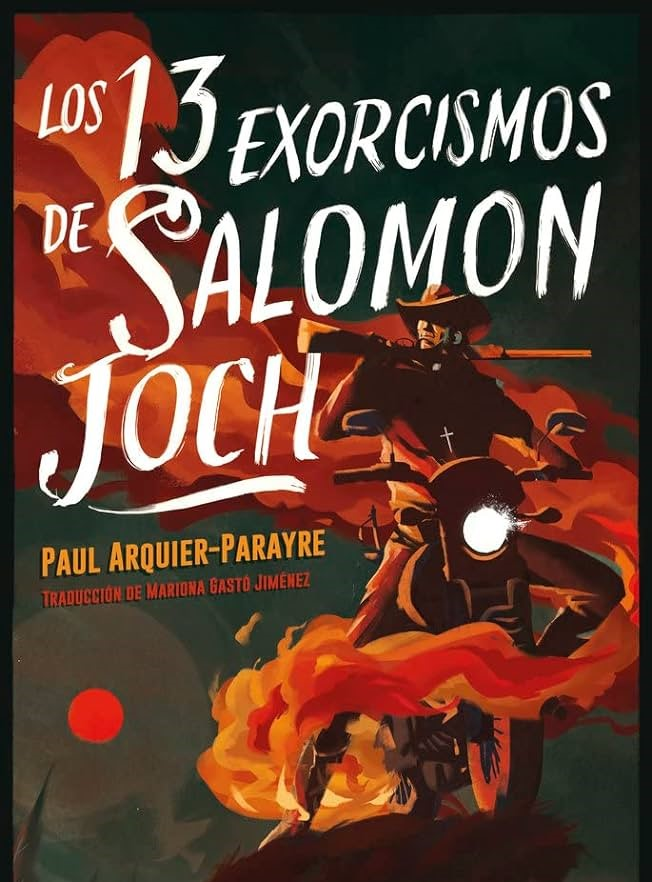 LOS 13 EXORCISMOS
DE SALOMON
JOCH
PAUL ARQUIER-PARAYRE
TRADUCCIÓN DE MARIONA GASTÓ JIMÉNEZ